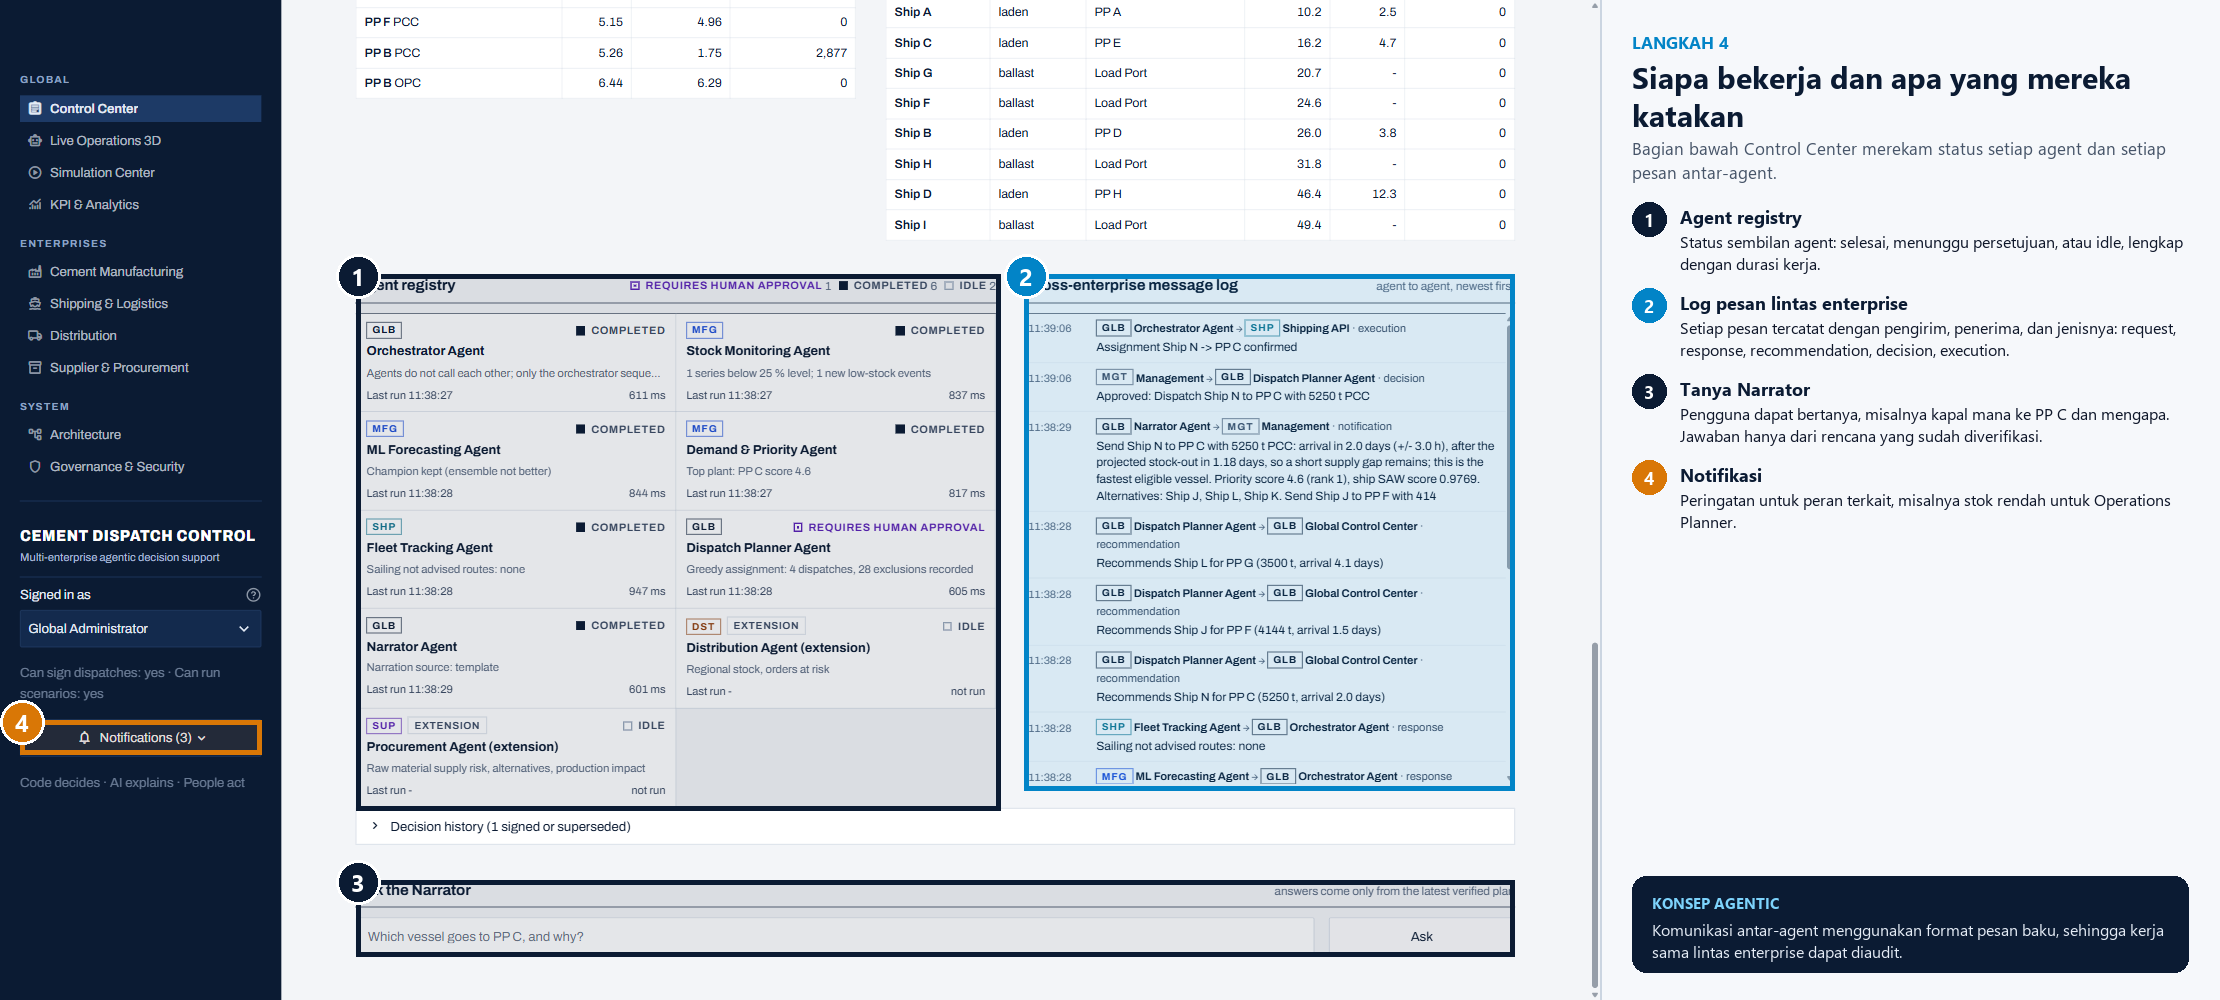 GLOBAL
Control Center
Live Operations 3D
Simulation Center
KPI & Analytics
ENTERPRISES
Cement Manufacturing
Shipping & Logistics
Distribution
Supplier & Procurement
SYSTEM
Architecture
Governance & Security
CEMENT DISPATCH CONTROL
Multi-enterprise agentic decision support
Signed in as
Global Administrator
Can sign dispatches: yes · Can run
scenarios: yes
4
Notifications (3)
Code decides · AI explains · People act
PP F PCC 5.15 4.96 0
PP B PCC 5.26 1.75 2,877
PP B OPC 6.44 6.29 0
Ship A laden PP A 10.2 2.5 0
Ship C laden PP E 16.2 4.7 0
Ship G ballast Load Port 20.7 - 0
Ship F ballast Load Port 24.6 - 0
Ship B laden PP D 26.0 3.8 0
Ship H ballast Load Port 31.8 - 0
Ship D laden PP H 46.4 12.3 0
Ship I ballast Load Port 49.4 - 0
1
ent registry REQUIRES HUMAN APPROVAL 1 COMPLETED 6 IDLE 2
GLB COMPLETED
Orchestrator Agent
Agents do not call each other; only the orchestrator seque...
Last run 11:38:27 611 ms
MFG COMPLETED
Stock Monitoring Agent
1 series below 25 % level; 1 new low-stock events
Last run 11:38:27 837 ms
MFG COMPLETED
ML Forecasting Agent
Champion kept (ensemble not better)
Last run 11:38:28 844 ms
MFG COMPLETED
Demand & Priority Agent
Top plant: PP C score 4.6
Last run 11:38:27 817 ms
SHP COMPLETED
Fleet Tracking Agent
Sailing not advised routes: none
Last run 11:38:28 947 ms
GLB REQUIRES HUMAN APPROVAL
Dispatch Planner Agent
Greedy assignment: 4 dispatches, 28 exclusions recorded
Last run 11:38:28 605 ms
GLB COMPLETED
Narrator Agent
Narration source: template
Last run 11:38:29 601 ms
DST EXTENSION IDLE
Distribution Agent (extension)
Regional stock, orders at risk
Last run - not run
SUP EXTENSION IDLE
Procurement Agent (extension)
Raw material supply risk, alternatives, production impact
Last run - not run
2
oss-enterprise message log agent to agent, newest firs
11:39:06 GLB Orchestrator Agent → SHP Shipping API · execution
Assignment Ship N -> PP C confirmed
11:39:06 MGT Management → GLB Dispatch Planner Agent · decision
Approved: Dispatch Ship N to PP C with 5250 t PCC
11:38:29 GLB Narrator Agent → MGT Management · notification
Send Ship N to PP C with 5250 t PCC: arrival in 2.0 days (+/- 3.0 h), after the
projected stock-out in 1.18 days, so a short supply gap remains; this is the
fastest eligible vessel. Priority score 4.6 (rank 1), ship SAW score 0.9769.
Alternatives: Ship J, Ship L, Ship K. Send Ship J to PP F with 414
11:38:28 GLB Dispatch Planner Agent → GLB Global Control Center ·
recommendation
Recommends Ship L for PP G (3500 t, arrival 4.1 days)
11:38:28 GLB Dispatch Planner Agent → GLB Global Control Center ·
recommendation
Recommends Ship J for PP F (4144 t, arrival 1.5 days)
11:38:28 GLB Dispatch Planner Agent → GLB Global Control Center ·
recommendation
Recommends Ship N for PP C (5250 t, arrival 2.0 days)
11:38:28 SHP Fleet Tracking Agent → GLB Orchestrator Agent · response
Sailing not advised routes: none
11:38:28 MFG ML Forecasting Agent → GLB Orchestrator Agent · response
Decision history (1 signed or superseded)
3
k the Narrator answers come only from the latest verified plan
Which vessel goes to PP C, and why? Ask
LANGKAH 4
Siapa bekerja dan apa yang mereka
katakan
Bagian bawah Control Center merekam status setiap agent dan setiap
pesan antar-agent.
1 Agent registry
Status sembilan agent: selesai, menunggu persetujuan, atau idle, lengkap
dengan durasi kerja.
2 Log pesan lintas enterprise
Setiap pesan tercatat dengan pengirim, penerima, dan jenisnya: request,
response, recommendation, decision, execution.
3 Tanya Narrator
Pengguna dapat bertanya, misalnya kapal mana ke PP C dan mengapa.
Jawaban hanya dari rencana yang sudah diverifikasi.
4 Notifikasi
Peringatan untuk peran terkait, misalnya stok rendah untuk Operations
Planner.
KONSEP AGENTIC
Komunikasi antar-agent menggunakan format pesan baku, sehingga kerja
sama lintas enterprise dapat diaudit.